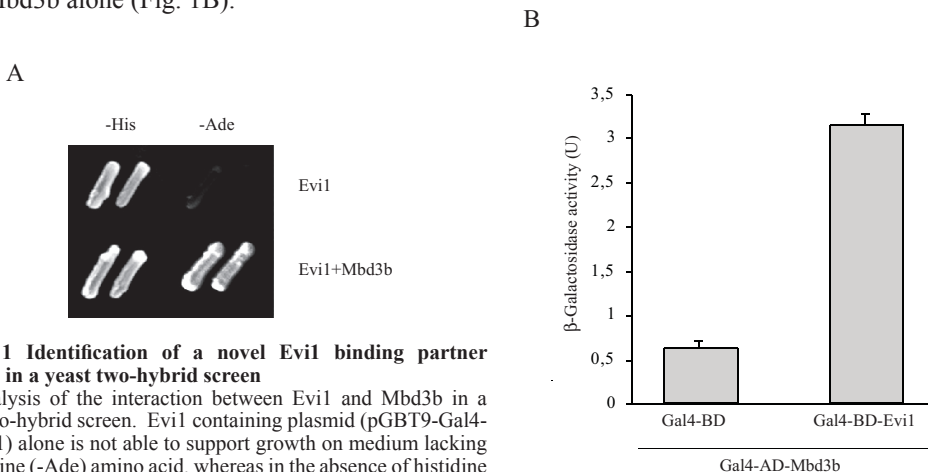 Mbd3b alone (Fig. 1B).
A
-His -Ade
Evi1
Evi1+Mbd3b
1 Identification of a novel Evi1 binding partner
in a yeast two-hybrid screen
alysis of the interaction between Evi1 and Mbd3b in a
wo-hybrid screen. Evi1 containing plasmid (pGBT9-Gal4-
1) alone is not able to support growth on medium lacking
ine (-Ade) amino acid, whereas in the absence of histidine
B
β-Galactosidase activity (U)
3,5
3
2,5
2
1,5
1
0,5
0
Gal4-BD Gal4-BD-Evi1
Gal4-AD-Mbd3b